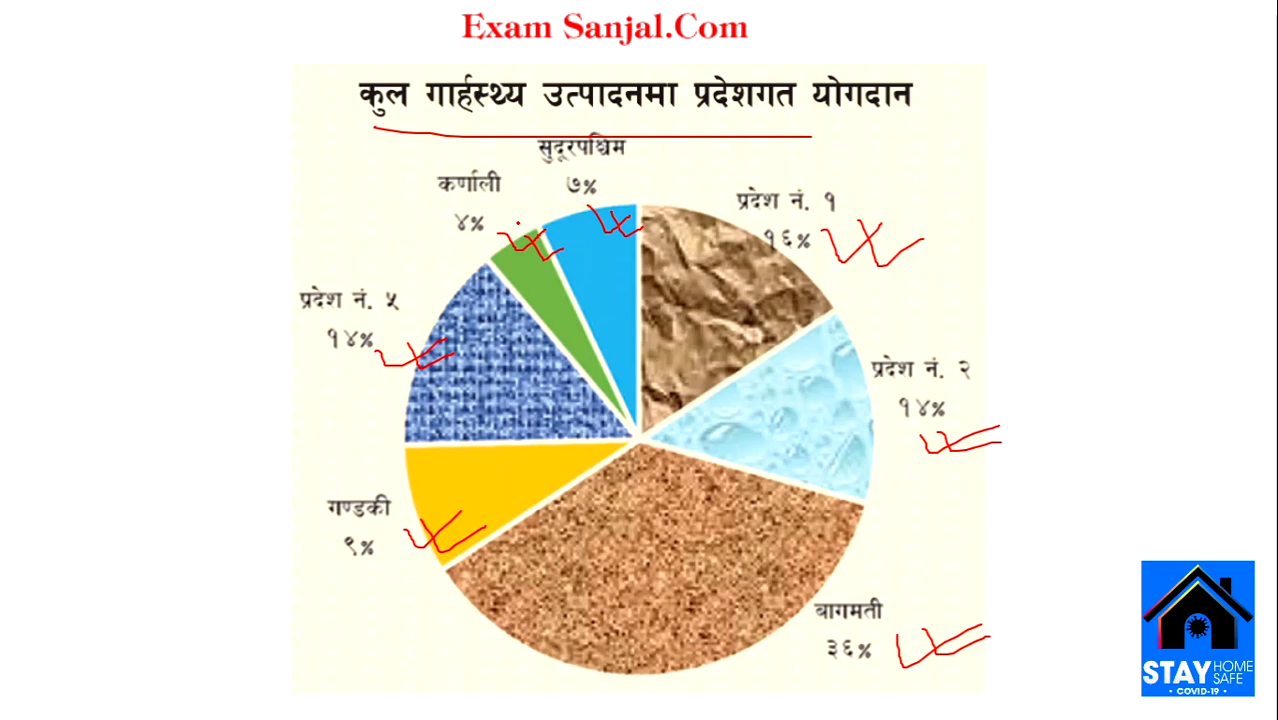 Exam Sanjal.Com
कुल गार्हस्थ्य उत्पादनमा प्रदेशगत योगदान
सुदूरपश्चिम
७%
कर्णाली
४%
प्रदेश नं. १
१६%
प्रदेश नं. ५
१४%
प्रदेश नं. २
१४%
गण्डकी
९%
बागमती
३६%
STAY HOME SAFE
• COVID-19 •